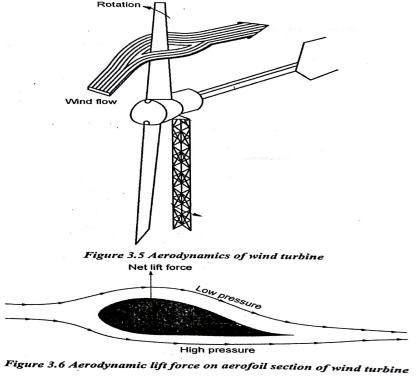 Rotation
Wind flow
Figure 3.5 Aerodynamics of wind turbine
Net lift force
Low pressure
High pressure
Figure 3.6 Aerodynamic lift force on aerofoil section of wind turbine